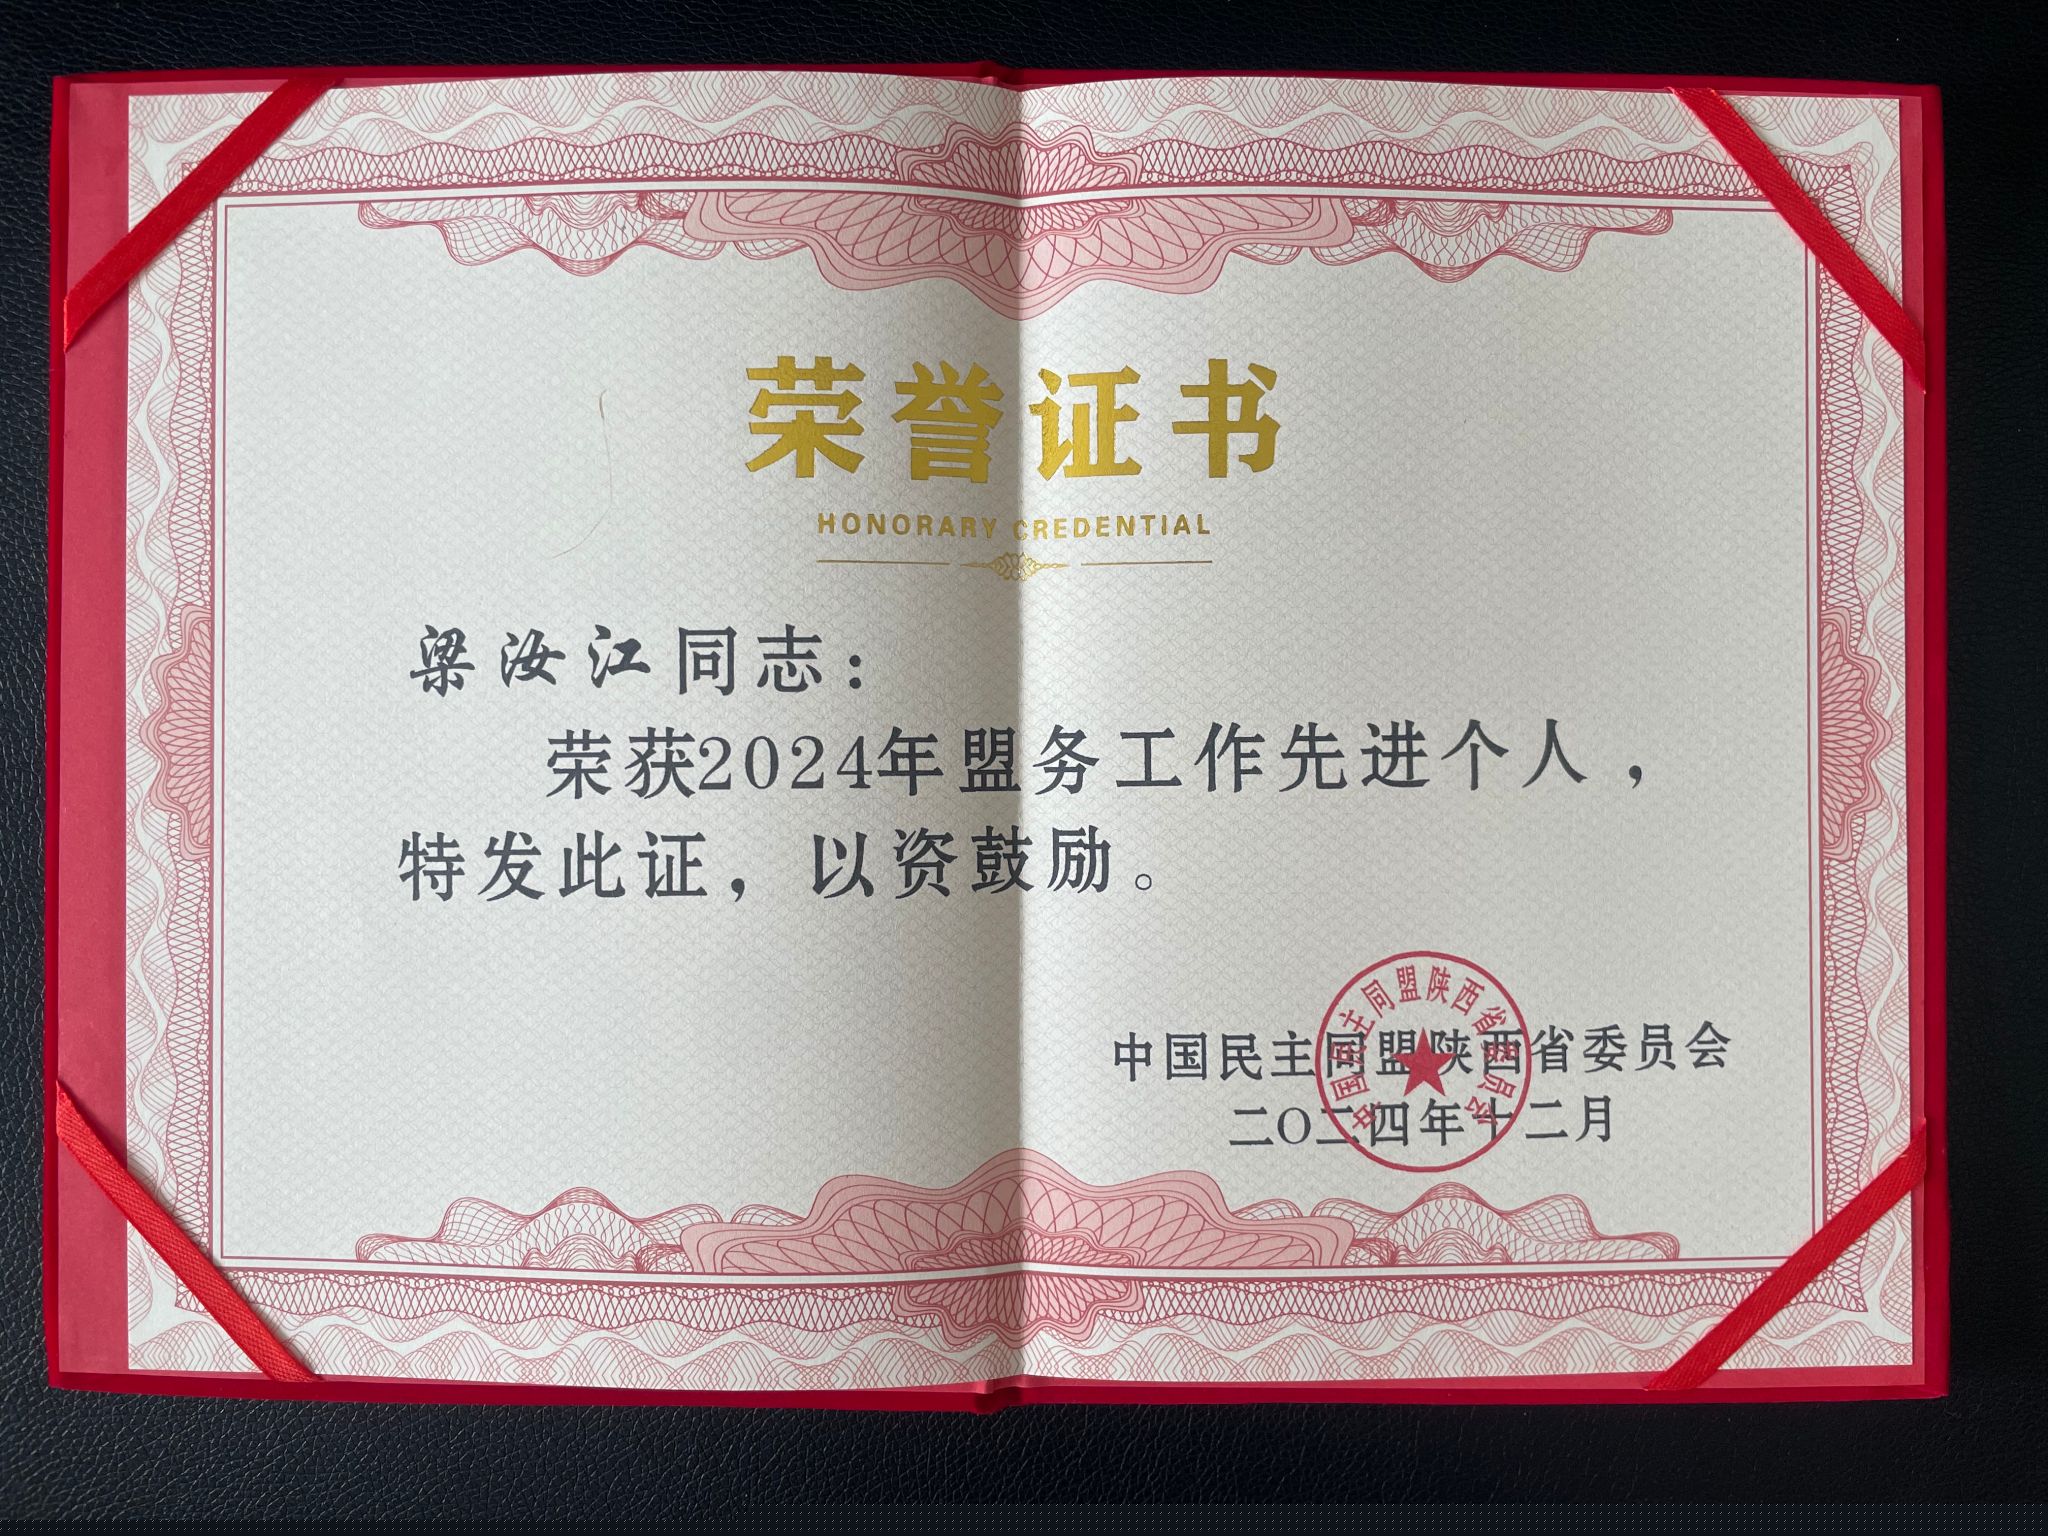 荣誉证书
HONORARY CREDENTIAL
梁汝江同志：
荣获2024年盟务工作先进个人，
特发此证，以资鼓励。
中国民主同盟陕西省委员会
中国民主同盟陕西省委员会
二〇二四年十二月